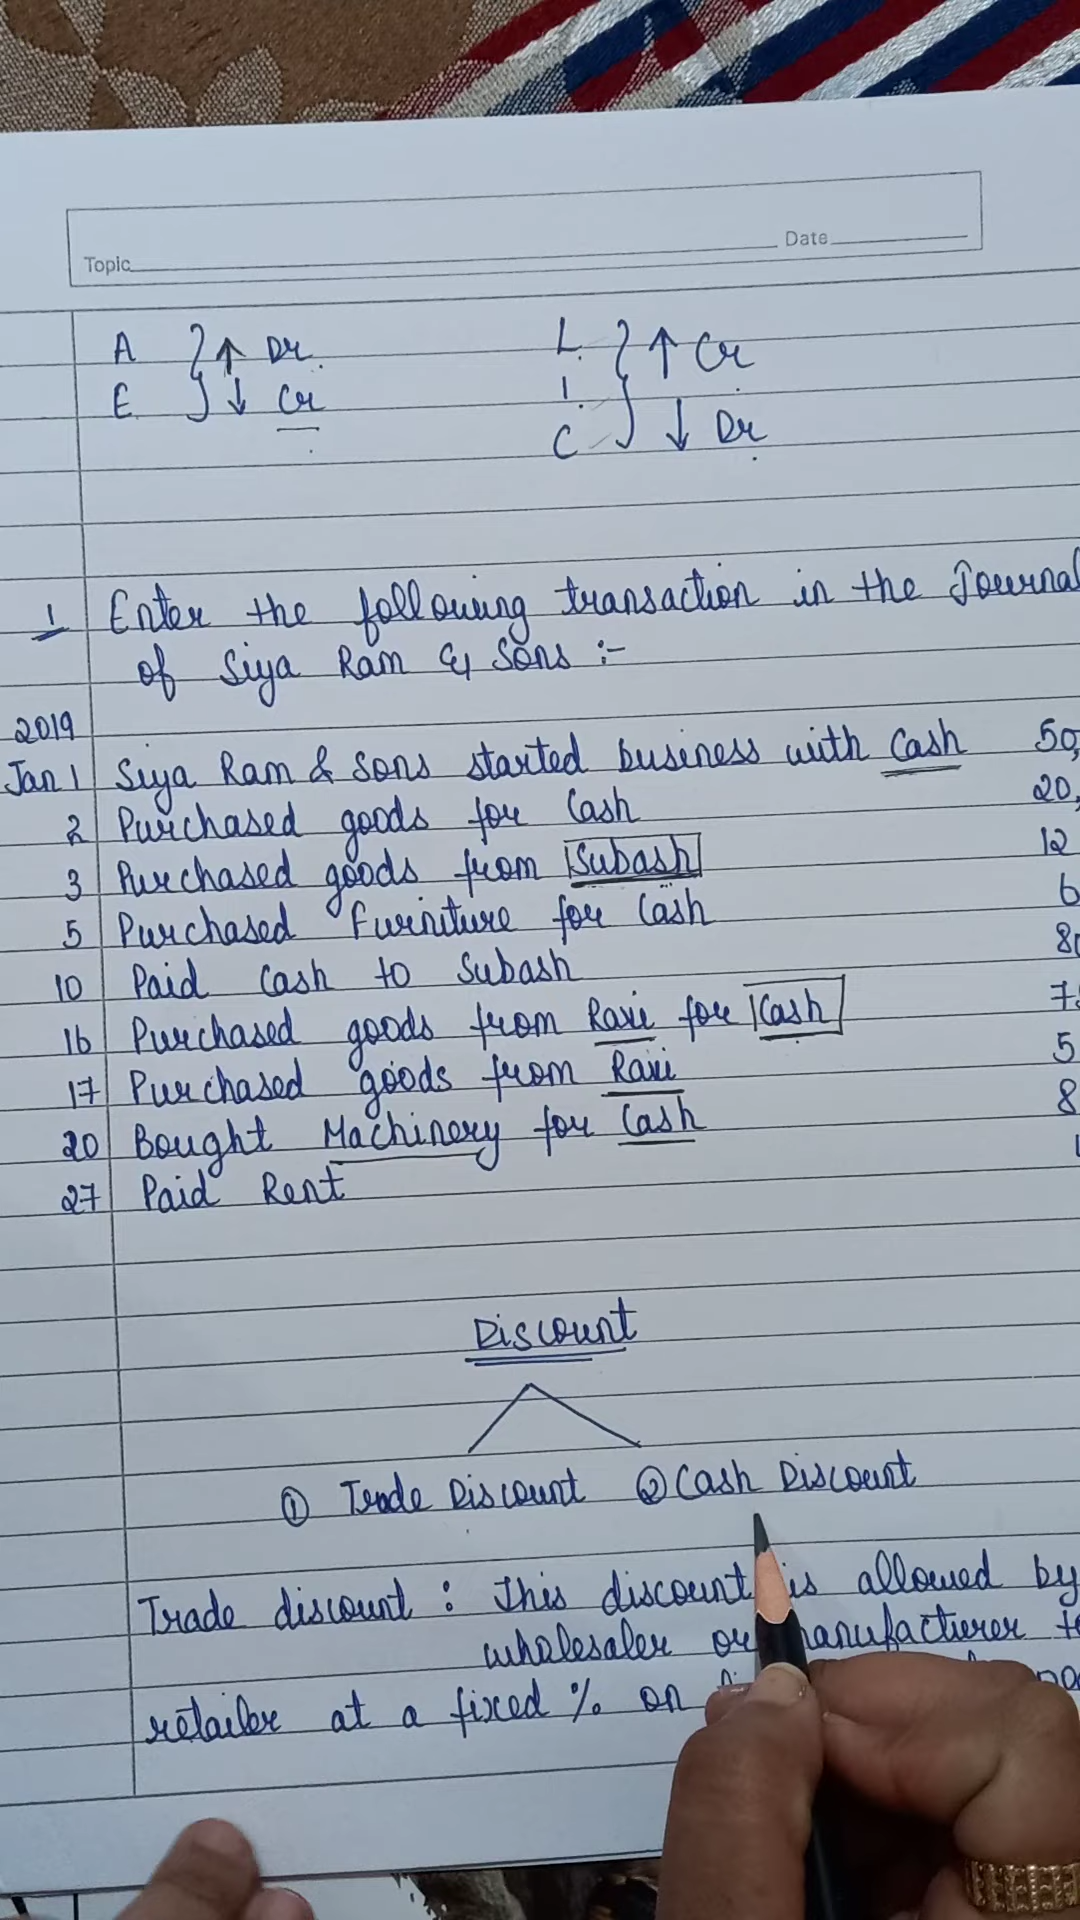 Topic Date
A ↑ Dr. L. ↑ Cr
E ↓ Cr I.
C ↓ Dr
1 Enter the following transaction in the Journal
of Siya Ram & Sons :-
2019
Jan 1 Siya Ram & Sons started business with Cash 50,
2 Purchased goods for Cash 20,
3 Purchased goods from Subash 12
5 Purchased Furniture for Cash 6
10 Paid Cash to Subash 8
16 Purchased goods from Ravi for Cash 7
17 Purchased goods from Ravi 5
20 Bought Machinery for Cash 8
27 Paid Rent
Discount
① Trade Discount ② Cash Discount
Trade discount : This discount is allowed by
wholesaler or manufacturer
retailer at a fixed % on